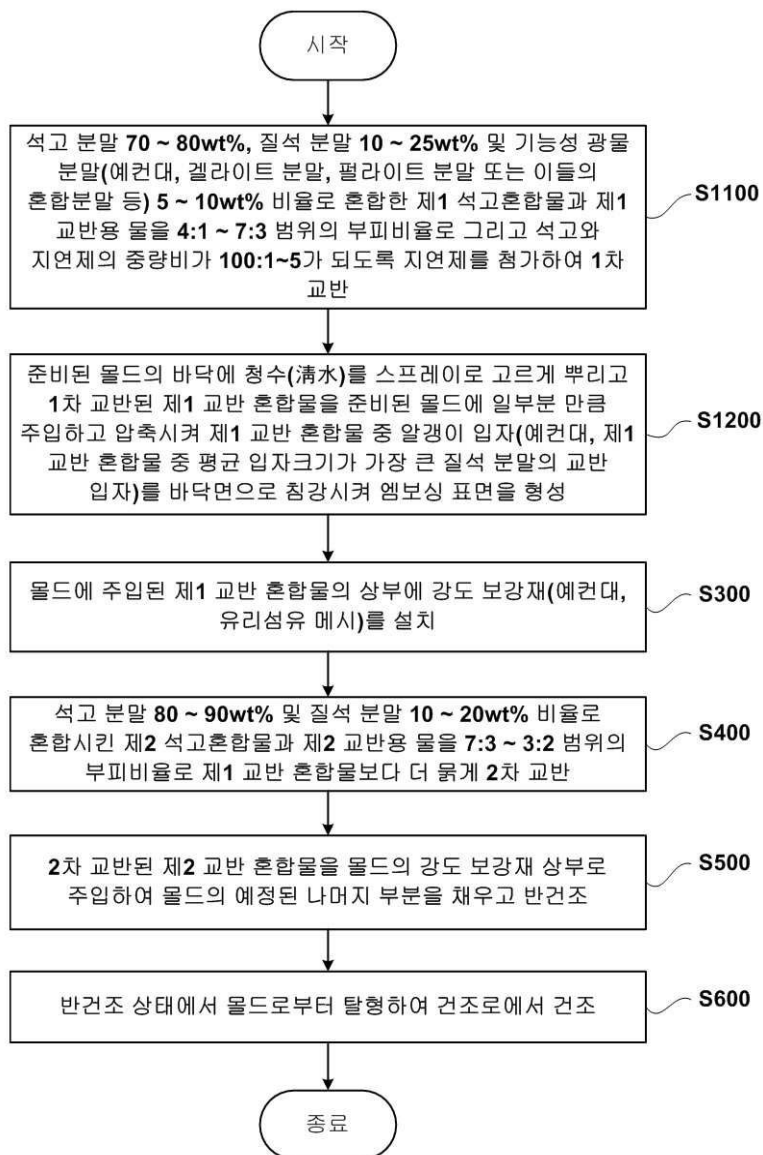 시작
석고 분말 70 ~ 80wt%, 질석 분말 10 ~ 25wt% 및 기능성 광물
분말(예컨대, 겔라이트 분말, 펄라이트 분말 또는 이들의
혼합분말 등) 5 ~ 10wt% 비율로 혼합한 제1 석고혼합물과 제1
교반용 물을 4:1 ~ 7:3 범위의 부피비율로 그리고 석고와
지연제의 중량비가 100:1~5가 되도록 지연제를 첨가하여 1차
교반
S1100
준비된 몰드의 바닥에 청수(淸水)를 스프레이로 고르게 뿌리고
1차 교반된 제1 교반 혼합물을 준비된 몰드에 일부분 만큼
주입하고 압축시켜 제1 교반 혼합물 중 알갱이 입자(예컨대, 제1
교반 혼합물 중 평균 입자크기가 가장 큰 질석 분말의 교반
입자)를 바닥면으로 침강시켜 엠보싱 표면을 형성
S1200
몰드에 주입된 제1 교반 혼합물의 상부에 강도 보강재(예컨대,
유리섬유 메시)를 설치
S300
석고 분말 80 ~ 90wt% 및 질석 분말 10 ~ 20wt% 비율로
혼합시킨 제2 석고혼합물과 제2 교반용 물을 7:3 ~ 3:2 범위의
부피비율로 제1 교반 혼합물보다 더 묽게 2차 교반
S400
2차 교반된 제2 교반 혼합물을 몰드의 강도 보강재 상부로
주입하여 몰드의 예정된 나머지 부분을 채우고 반건조
S500
반건조 상태에서 몰드로부터 탈형하여 건조로에서 건조
S600
종료